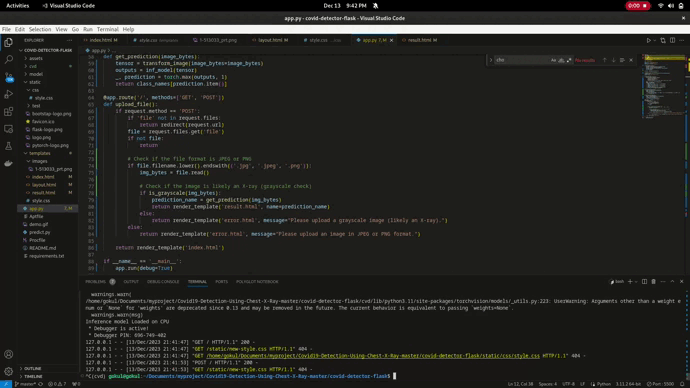 Activities
Visual Studio Code
Dec 13 9:42 PM
0:00
app.py - covid-detector-flask - Visual Studio Code
File Edit Selection View Go Run Terminal Help
EXPLORER
COVID-DETECTOR-FLASK
assets
cvd
model
static
css
style.css
test
bootstap-logo.png
favicon.ico
flask-logo.png
logo.png
pytorch-logo.png
templates
images
1-S13I033_prt.png
index.html M
layout.html M
result.html M
style.css
app.py 7, M
Aptfile
demo.gif
predict.py
Procfile
README.md
requirements.txt
OUTLINE
TIMELINE
index.html M
style.css
1-S13I033_prt.png
layout.html M
style.css
app.py 7, M
result.html M
app.py
No results
def get_prediction(image_bytes):
tensor = transform_image(image_bytes=image_bytes)
outputs = inf_model(tensor)
_, prediction = torch.max(outputs, 1)
return class_names[prediction.item()]
@app.route('/', methods=['GET', 'POST'])
def upload_file():
if request.method == 'POST':
if 'file' not in request.files:
return redirect(request.url)
file = request.files.get('file')
if not file:
return
# Check if the file format is JPEG or PNG
if file.filename.lower().endswith(('.jpg', '.jpeg', '.png')):
img_bytes = file.read()
# Check if the image is likely an X-ray (grayscale check)
if is_grayscale(img_bytes):
prediction_name = get_prediction(img_bytes)
return render_template('result.html', name=prediction_name)
else:
return render_template('error.html', message="Please upload a grayscale image (likely an X-ray).")
else:
return render_template('error.html', message="Please upload an image in JPEG or PNG format.")
return render_template('index.html')
if __name__ == '__main__':
app.run(debug=True)
PROBLEMS 7 OUTPUT DEBUG CONSOLE TERMINAL PORTS POLYGLOT NOTEBOOK
bash
warnings.warn(
/home/gokul/Documents/myproject/Covid19-Detection-Using-Chest-X-Ray-master/covid-detector-flask/cvd/lib/python3.11/site-packages/torchvision/models/_utils.py:223: UserWarning: Arguments other than a weight e
num or `None` for 'weights' are deprecated since 0.13 and may be removed in the future. The current behavior is equivalent to passing `weights=None`.
warnings.warn(msg)
Inference model Loaded on CPU
* Debugger is active!
* Debugger PIN: 696-749-402
127.0.0.1 - - [13/Dec/2023 21:41:47] "GET / HTTP/1.1" 200 -
127.0.0.1 - - [13/Dec/2023 21:41:47] "GET /static/new-style.css HTTP/1.1" 404 -
127.0.0.1 - - [13/Dec/2023 21:41:47] "GET /home/gokul/Documents/myproject/Covid19-Detection-Using-Chest-X-Ray-master/covid-detector-flask/static/css/style.css HTTP/1.1" 404 -
127.0.0.1 - - [13/Dec/2023 21:41:53] "POST / HTTP/1.1" 200 -
127.0.0.1 - - [13/Dec/2023 21:41:53] "GET /static/new-style.css HTTP/1.1" 404 -
^C(cvd) gokul@gokul:~/Documents/myproject/Covid19-Detection-Using-Chest-X-Ray-master/covid-detector-flask$
master*
Ln 12, Col 38 Spaces: 4 UTF-8 LF Python 3.11.6 64-bit Go Live Port: 5500